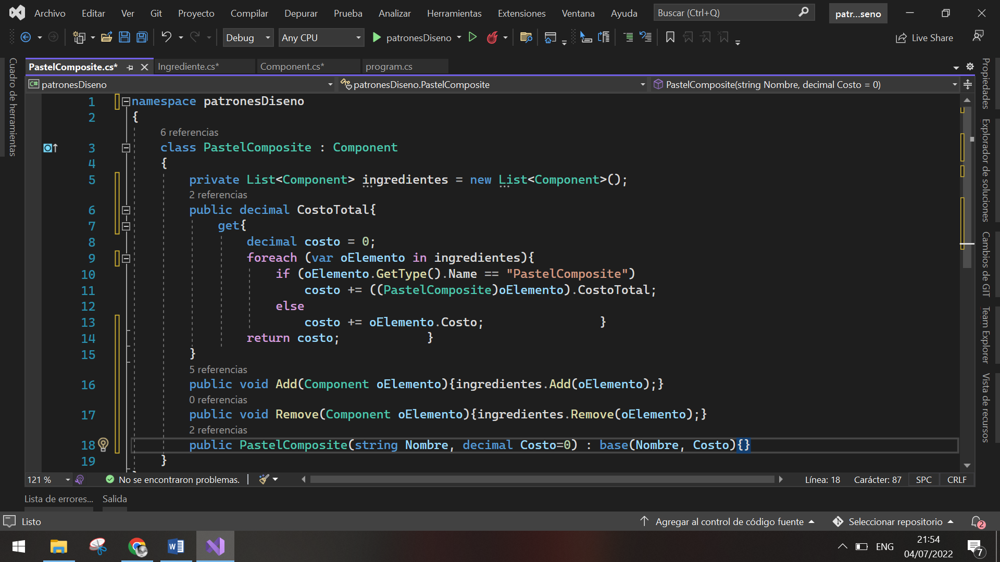 Archivo Editar Ver Git Proyecto Compilar Depurar Prueba Analizar Herramientas Extensiones Ventana Ayuda Buscar (Ctrl+Q) patr...seno
Debug Any CPU patronesDiseno Live Share
PastelComposite.cs* Ingrediente.cs* Component.cs* program.cs
C# patronesDiseno patronesDiseno.PastelComposite PastelComposite(string Nombre, decimal Costo = 0)
Cuadro de herramientas
1 namespace patronesDiseno
2 {
6 referencias
3 class PastelComposite : Component
4 {
5 private List<Component> ingredientes = new List<Component>();
2 referencias
6 public decimal CostoTotal{
7 get{
8 decimal costo = 0;
9 foreach (var oElemento in ingredientes){
10 if (oElemento.GetType().Name == "PastelComposite")
11 costo += ((PastelComposite)oElemento).CostoTotal;
12 else
13 costo += oElemento.Costo; }
14 return costo; }
15 }
5 referencias
16 public void Add(Component oElemento){ingredientes.Add(oElemento);}
0 referencias
17 public void Remove(Component oElemento){ingredientes.Remove(oElemento);}
2 referencias
18 public PastelComposite(string Nombre, decimal Costo=0) : base(Nombre, Costo){}
19 }
Propiedades
Explorador de soluciones
Cambios de GIT
Team Explorer
Vista de recursos
121 % No se encontraron problemas. Línea: 18 Carácter: 87 SPC CRLF
Lista de errores... Salida
Listo Agregar al control de código fuente Seleccionar repositorio 2
W ENG 21:54 7
04/07/2022